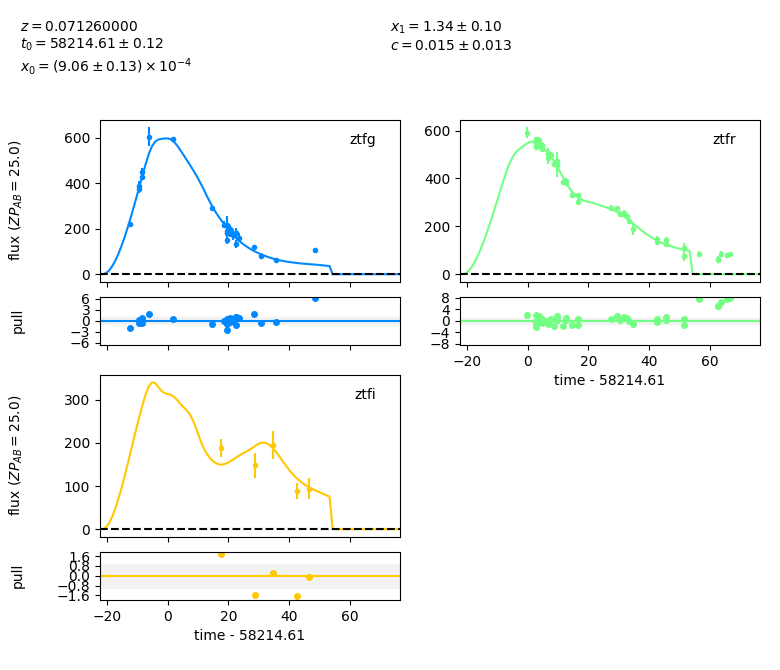 z = 0.071260000
t₀ = 58214.61 ± 0.12
x₀ = (9.06 ± 0.13) × 10⁻⁴
x₁ = 1.34 ± 0.10
c = 0.015 ± 0.013
flux (ZP_AB = 25.0)
600
400
200
0
ztfg
600
400
200
0
ztfr
pull
6
3
0
−3
−6
8
4
0
−4
−8
−20 0 20 40 60
time - 58214.61
flux (ZP_AB = 25.0)
300
200
100
0
ztfi
pull
1.6
0.8
0.0
−0.8
−1.6
−20 0 20 40 60
time - 58214.61